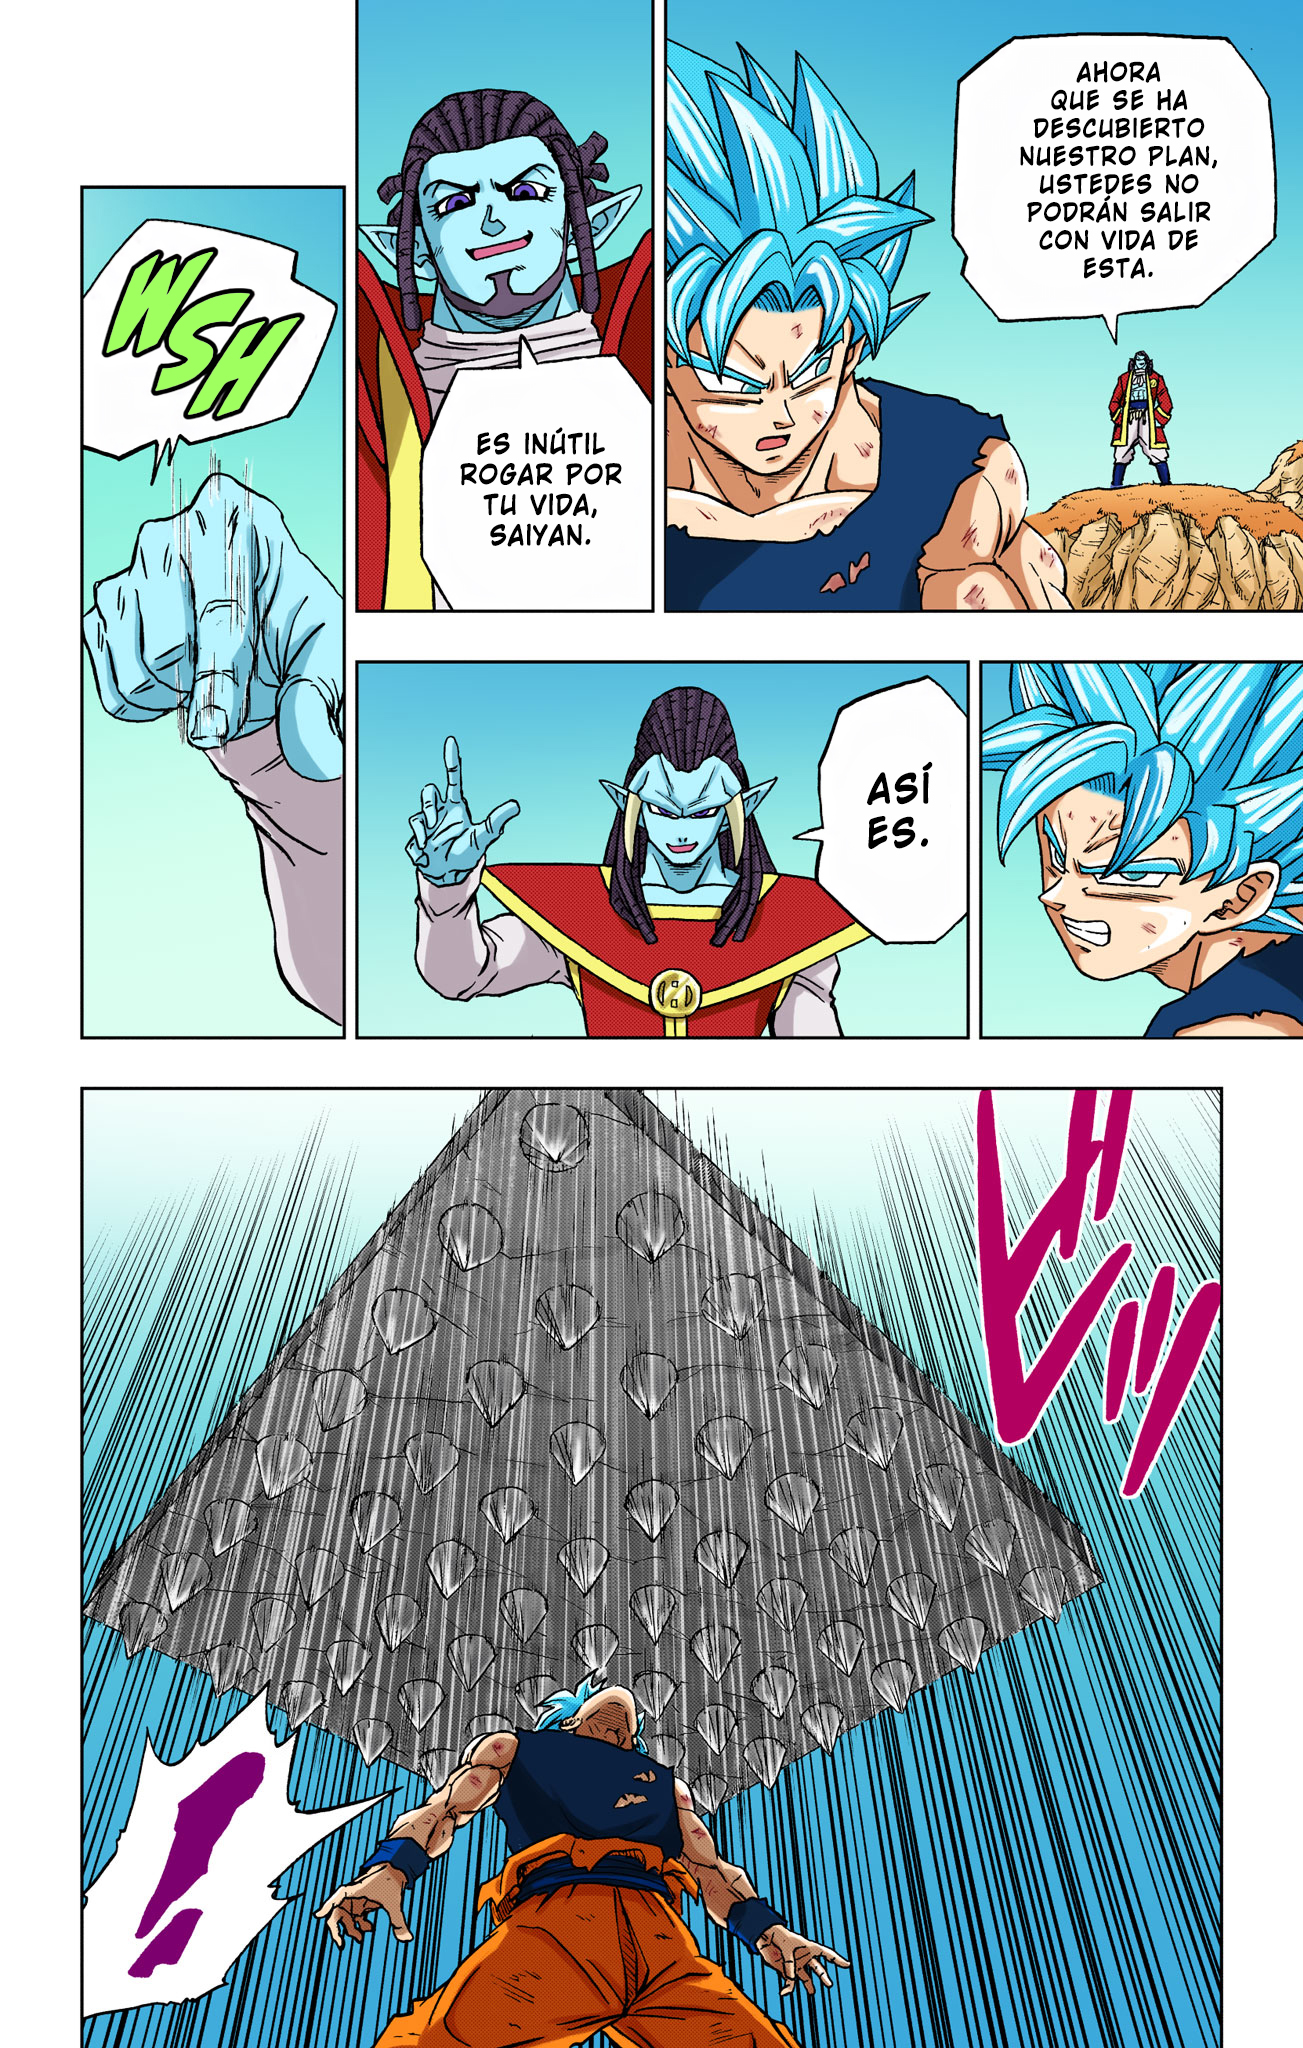 AHORA
QUE SE HA
DESCUBIERTO
NUESTRO PLAN,
USTEDES NO
PODRÁN SALIR
CON VIDA DE
ESTA.
ES INÚTIL
ROGAR POR
TU VIDA,
SAIYAN.
WSH
ASÍ
ES.
!